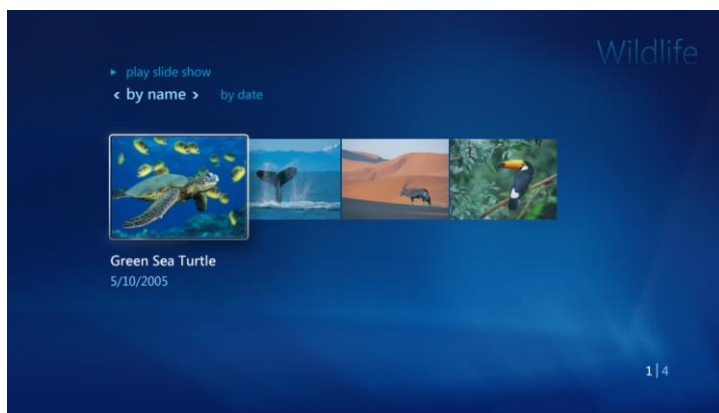 Wildlife
▶ play slide show
< by name > by date
Green Sea Turtle
5/10/2005
1|4